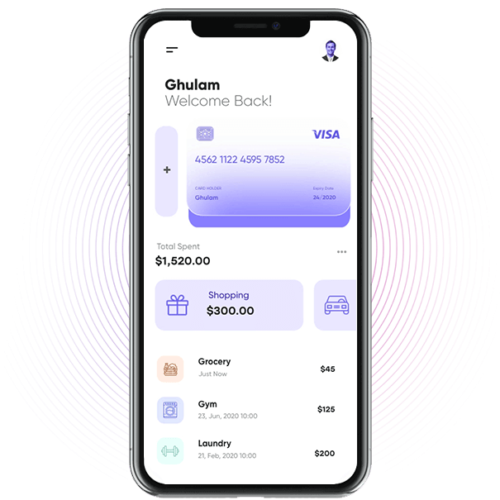 Ghulam
Welcome Back!
VISA
+
4562 1122 4595 7852
CARD HOLDER
Expiry Date
Ghulam
24/2020
Total Spent
$1,520.00
Shopping
$300.00
Grocery
Just Now
$45
Gym
23, Jun, 2020 10:00
$125
Laundry
21, Feb, 2020 10:00
$200